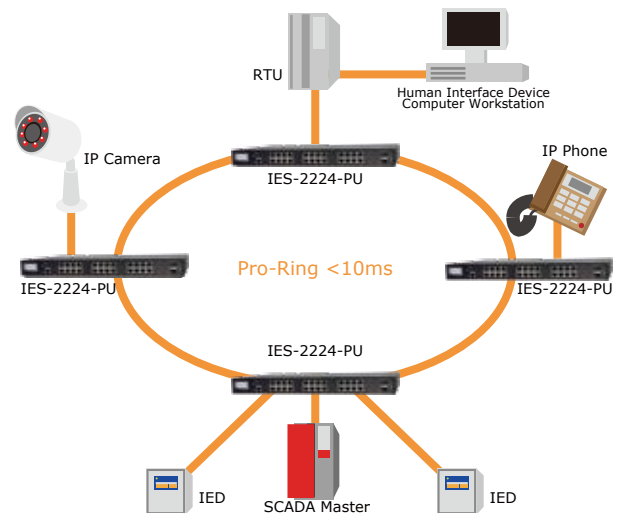 RTU
Human Interface Device
Computer Workstation
IP Camera
IP Phone
IES-2224-PU
Pro-Ring <10ms
IES-2224-PU
IES-2224-PU
IES-2224-PU
IED
SCADA Master
IED